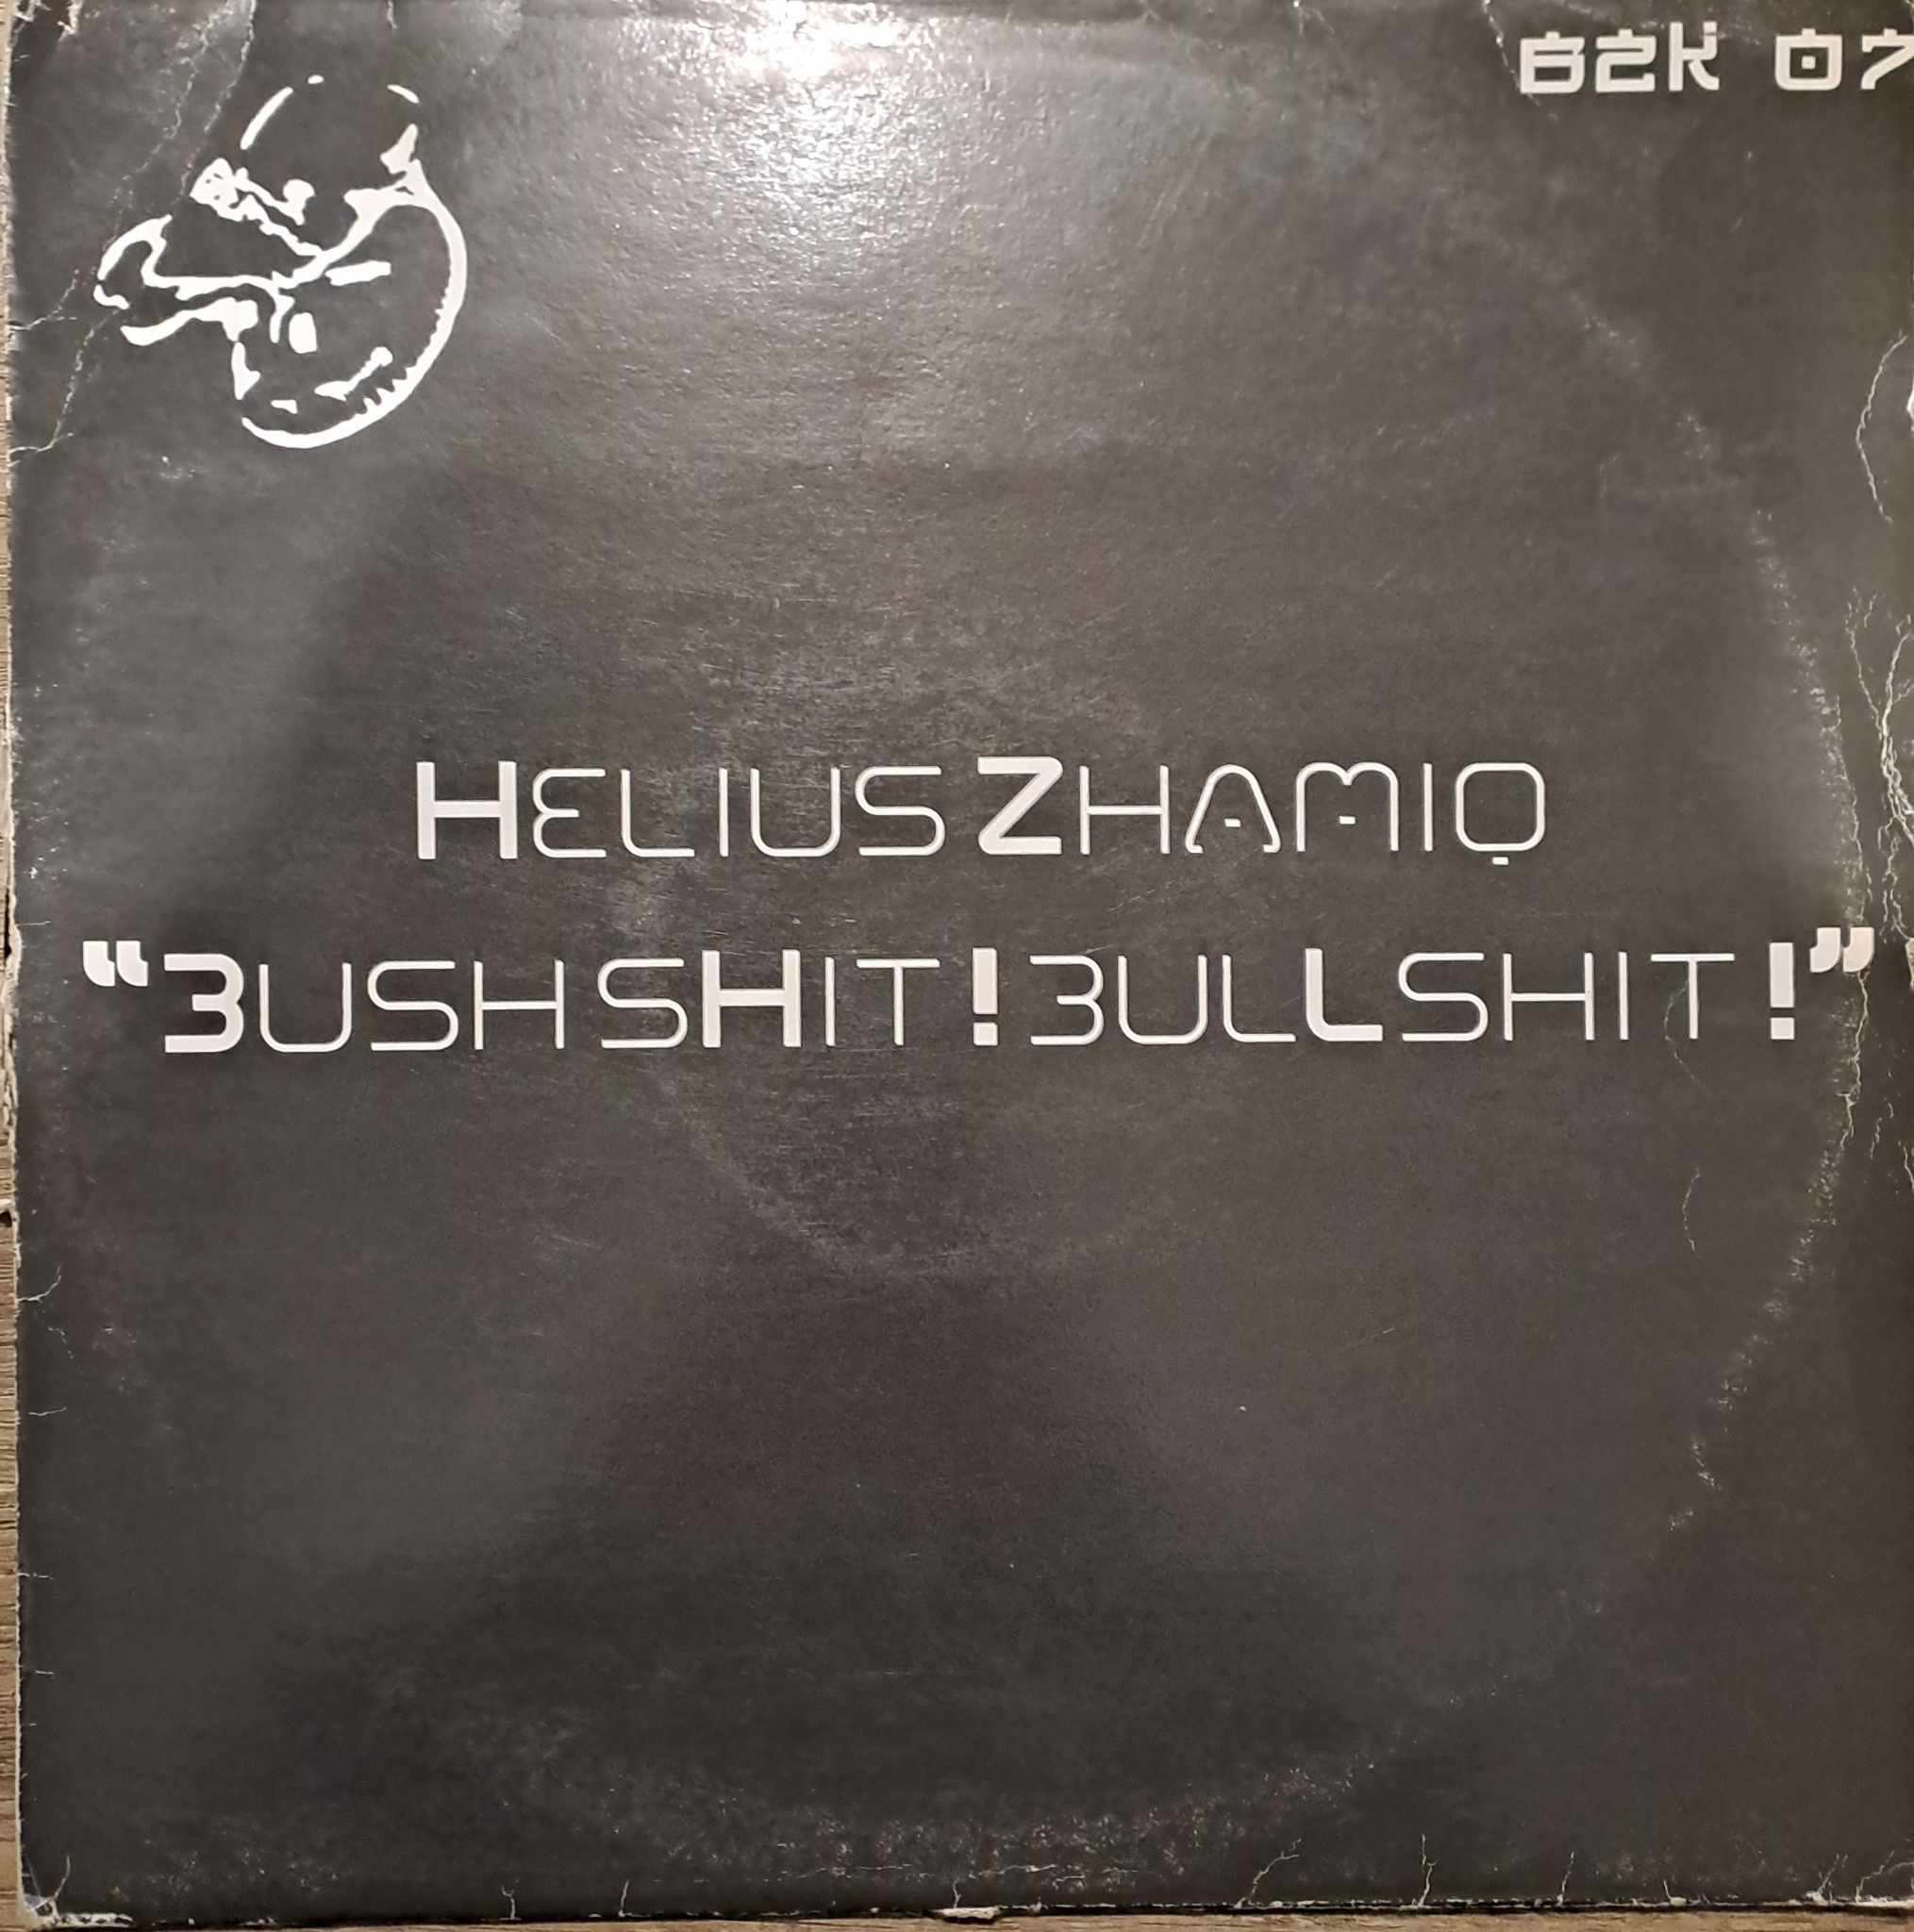 B2K 07
HELIUS ZHAMIQ
“BUSH SHIT! BULLSHIT!”